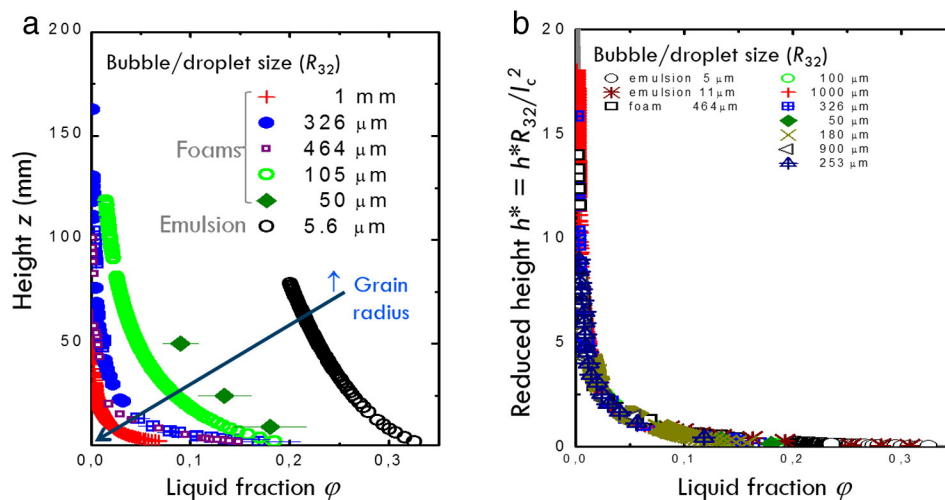 a
Height z (mm)
200
150
100
50
0,0
0,1
0,2
0,3
Liquid fraction φ
Bubble/droplet size (R32)
Foams
1 mm
326 μm
464 μm
105 μm
50 μm
Emulsion 5.6 μm
↑ Grain
radius
b
Reduced height h* = h*R32/lc2
20
15
10
5
0
0,0
0,1
0,2
0,3
Liquid fraction φ
Bubble/droplet size (R32)
emulsion 5 μm
emulsion 11 μm
foam 464μm
100 μm
1000 μm
326 μm
50 μm
180 μm
900 μm
253 μm